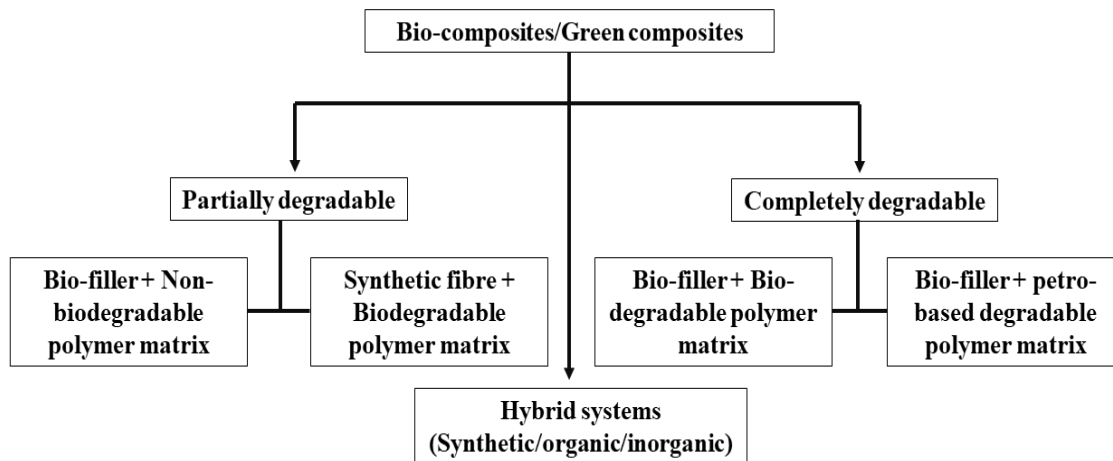 Bio-composites/Green composites
Partially degradable
Completely degradable
Bio-filler + Non-
biodegradable
polymer matrix
Synthetic fibre +
Biodegradable
polymer matrix
Bio-filler + Bio-
degradable polymer
matrix
Bio-filler + petro-
based degradable
polymer matrix
Hybrid systems
(Synthetic/organic/inorganic)